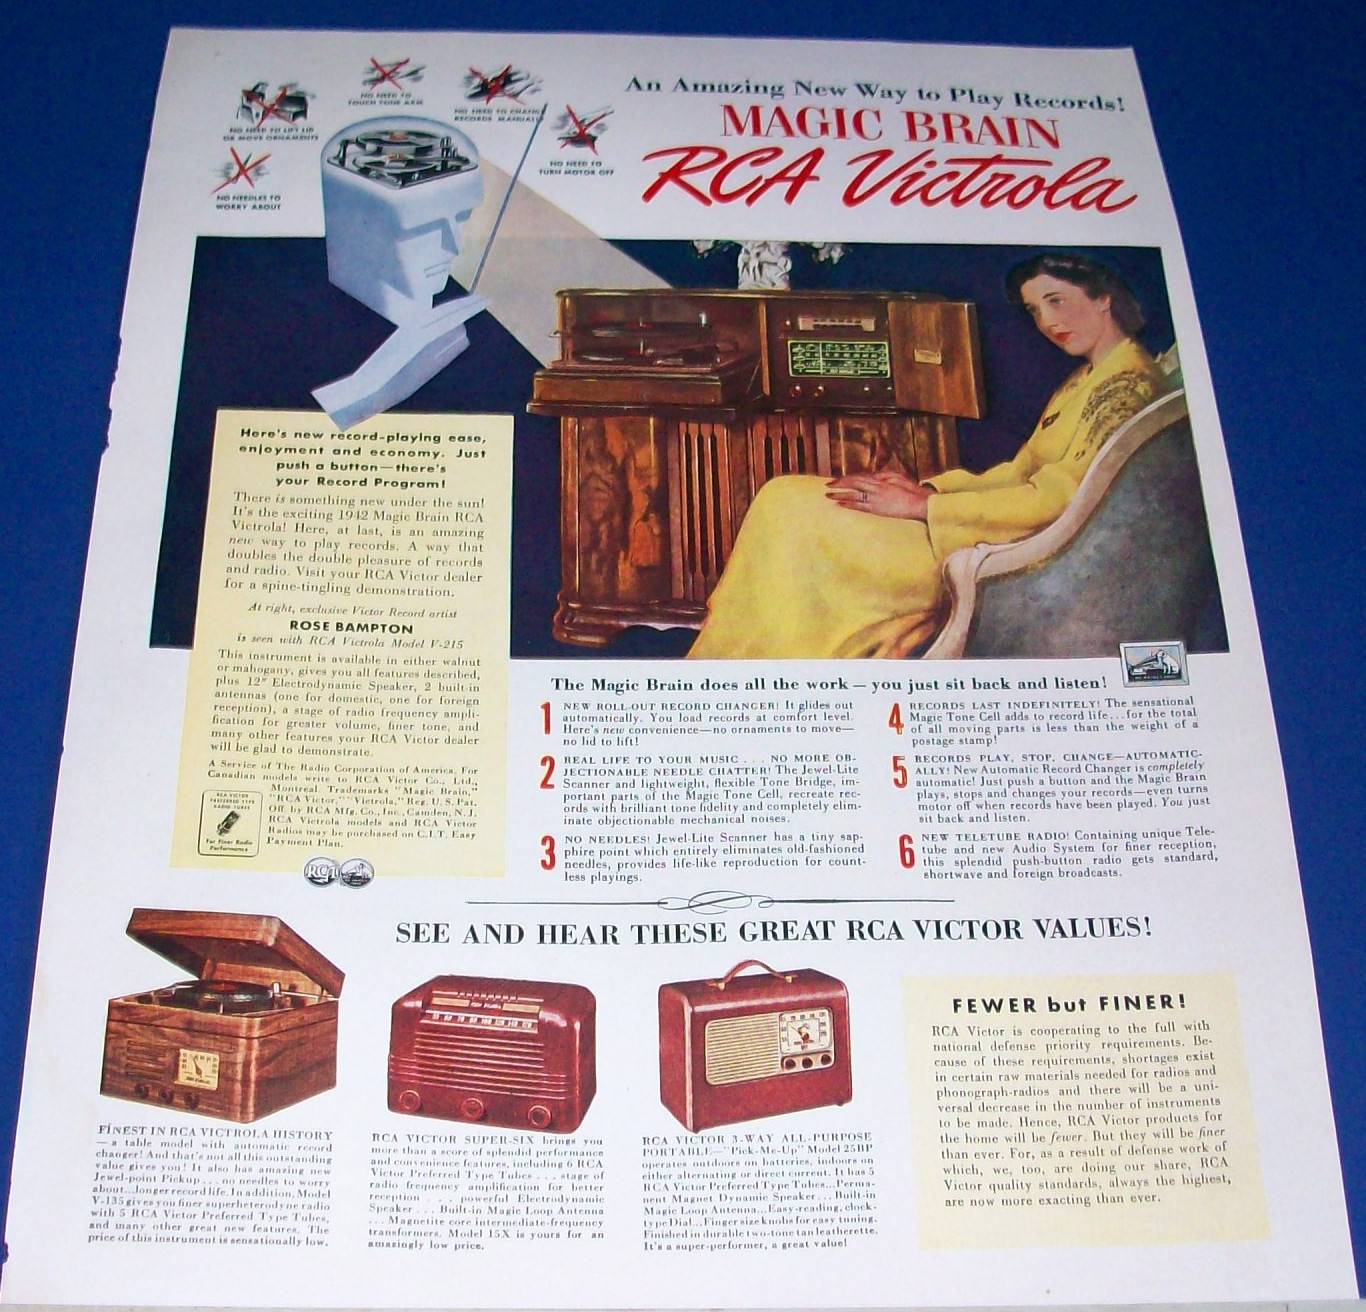 An Amazing New Way to Play Records!
MAGIC BRAIN
RCA Victrola
NO NEED TO LIFT LID
OR MOVE ORNAMENTS
NO NEED TO
TOUCH TONE ARM
NO NEED TO CHANGE
RECORDS MANUALLY
NO NEED TO
TURN MOTOR OFF
NO NEEDLES TO
WORRY ABOUT
Here's new record-playing ease,
enjoyment and economy. Just
push a button—there's
your Record Program!
There is something new under the sun!
It's the exciting 1942 Magic Brain RCA
Victrola! Here, at last, is an amazing
new way to play records. A way that
doubles the double pleasure of records
and radio. Visit your RCA Victor dealer
for a spine-tingling demonstration.
At right, exclusive Victor Record artist
ROSE BAMPTON
is seen with RCA Victrola Model V-215
This instrument is available in either walnut
or mahogany, gives you all features described,
plus 12" Electrodynamic Speaker, 2 built-in
antennas (one for domestic, one for foreign
reception), a stage of radio frequency ampli-
fication for greater volume, finer tone, and
many other features your RCA Victor dealer
will be glad to demonstrate.
A Service of The Radio Corporation of America. For
Canadian models write to RCA Victor Co., Ltd.,
Montreal. Trademarks "Magic Brain,"
"RCA Victor," "Victrola," Reg. U. S. Pat.
Off. by RCA Mfg. Co., Inc., Camden, N. J.
RCA Victrola models and RCA Victor
Radios may be purchased on C.I.T. Easy
Payment Plan.
RCA VICTOR
PREFERRED TYPE
RADIO TUBES
For Finer Radio
Performance
RCA
The Magic Brain does all the work—you just sit back and listen!
1 NEW ROLL-OUT RECORD CHANGER! It glides out
automatically. You load records at comfort level.
Here's new convenience—no ornaments to move—
no lid to lift!
2 REAL LIFE TO YOUR MUSIC . . . NO MORE OB-
JECTIONABLE NEEDLE CHATTER! The Jewel-Lite
Scanner and lightweight, flexible Tone Bridge, im-
portant parts of the Magic Tone Cell, recreate rec-
ords with brilliant tone fidelity and completely elim-
inate objectionable mechanical noises.
3 NO NEEDLES! Jewel-Lite Scanner has a tiny sap-
phire point which entirely eliminates old-fashioned
needles, provides life-like reproduction for count-
less playings.
4 RECORDS LAST INDEFINITELY! The sensational
Magic Tone Cell adds to record life...for the total
of all moving parts is less than the weight of a
postage stamp!
5 RECORDS PLAY, STOP, CHANGE—AUTOMATIC-
ALLY! New Automatic Record Changer is completely
automatic! Just push a button and the Magic Brain
plays, stops and changes your records—even turns
motor off when records have been played. You just
sit back and listen.
6 NEW TELETUBE RADIO! Containing unique Tele-
tube and new Audio System for finer reception,
this splendid push-button radio gets standard,
shortwave and foreign broadcasts.
SEE AND HEAR THESE GREAT RCA VICTOR VALUES!
FINEST IN RCA VICTROLA HISTORY
—a table model with automatic record
changer! And that's not all this outstanding
value gives you! It also has amazing new
Jewel-point Pickup . . . no needles to worry
about...longer record life. In addition, Model
V-135 gives you finer superheterodyne radio
with 5 RCA Victor Preferred Type Tubes,
and many other great new features. The
price of this instrument is sensationally low.
RCA VICTOR SUPER-SIX brings you
more than a score of splendid performance
and convenience features, including 6 RCA
Victor Preferred Type Tubes . . . stage of
radio frequency amplification for better
reception . . . powerful Electrodynamic
Speaker . . . Built-in Magic Loop Antenna
. . . Magnetite core intermediate-frequency
transformers. Model 15X is yours for an
amazingly low price.
RCA VICTOR 3-WAY ALL-PURPOSE
PORTABLE—"Pick-Me-Up" Model 25BP
operates outdoors on batteries, indoors on
either alternating or direct current. It has 5
RCA Victor Preferred Type Tubes...Perma-
nent Magnet Dynamic Speaker... Built-in
Magic Loop Antenna...Easy-reading, clock-
type Dial...Finger size knobs for easy tuning.
Finished in durable two-tone tan leatherette.
It's a super-performer, a great value!
FEWER but FINER!
RCA Victor is cooperating to the full with
national defense priority requirements. Be-
cause of these requirements, shortages exist
in certain raw materials needed for radios and
phonograph-radios and there will be a uni-
versal decrease in the number of instruments
to be made. Hence, RCA Victor products for
the home will be fewer. But they will be finer
than ever. For, as a result of defense work of
which, we, too, are doing our share, RCA
Victor quality standards, always the highest,
are now more exacting than ever.